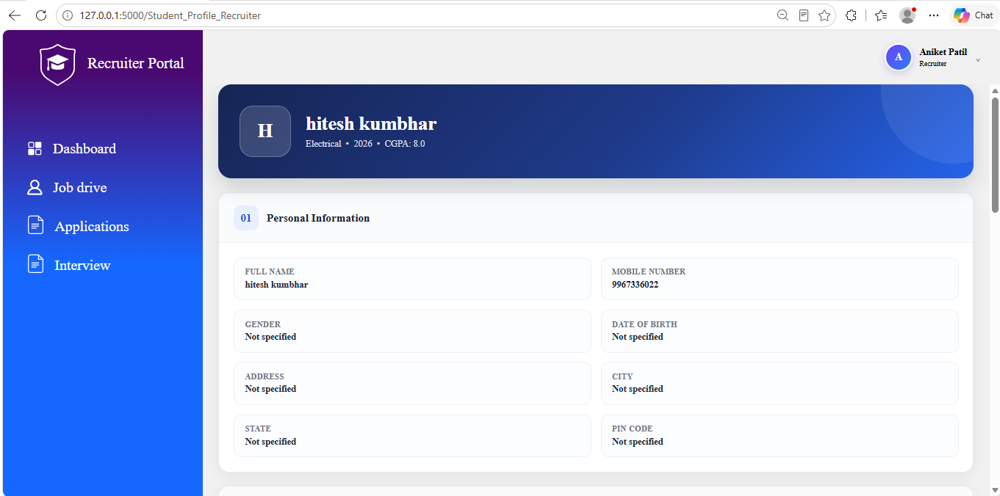 127.0.0.1:5000/Student_Profile_Recruiter
Chat
Recruiter Portal
Dashboard
Job drive
Applications
Interview
A
Aniket Patil
Recruiter
H
hitesh kumbhar
Electrical • 2026 • CGPA: 8.0
01 Personal Information
FULL NAME
hitesh kumbhar
MOBILE NUMBER
9967336022
GENDER
Not specified
DATE OF BIRTH
Not specified
ADDRESS
Not specified
CITY
Not specified
STATE
Not specified
PIN CODE
Not specified